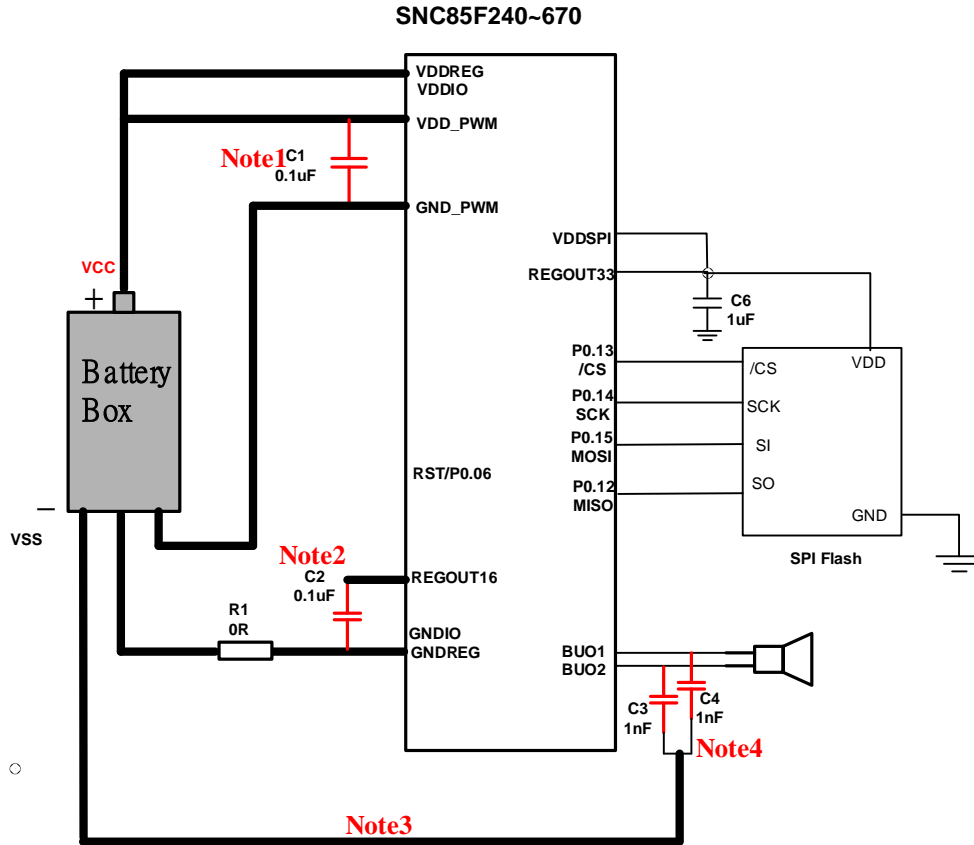 SNC85F240~670
VDDREG
VDDIO
VDD_PWM
Note1
C1
0.1uF
GND_PWM
VDDSPI
REGOUT33
VCC
+
C6
1uF
Battery
Box
P0.13
/CS
/CS
VDD
P0.14
SCK
SCK
P0.15
MOSI
SI
RST/P0.06
P0.12
MISO
SO
GND
−
VSS
SPI Flash
Note2
C2
0.1uF
REGOUT16
R1
0R
GNDIO
GNDREG
BUO1
BUO2
C3
1nF
C4
1nF
Note4
Note3